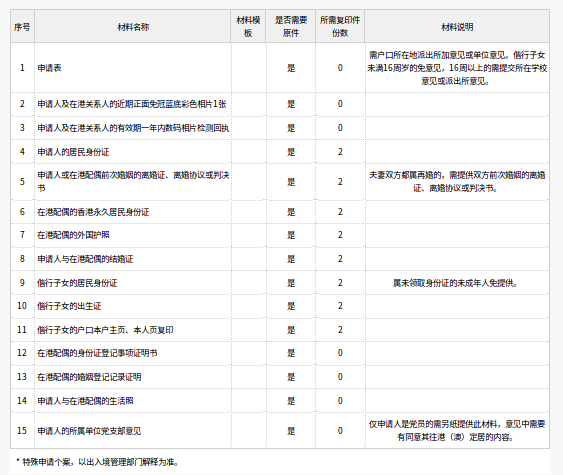 序号 材料名称 材料模板 是否需要原件 所需复印件份数 材料说明
1 申请表 是 0 需户口所在地派出所加意见或单位意见。偕行子女未满16周岁的免意见，16周以上的需提交所在学校意见或派出所意见。
2 申请人及在港关系人的近期正面免冠蓝底彩色相片1张 是 0
3 申请人及在港关系人的有效期一年内数码相片检测回执 是 0
4 申请人的居民身份证 是 2
5 申请人或在港配偶前次婚姻的离婚证、离婚协议或判决书 是 2 夫妻双方都属再婚的，需提供双方前次婚姻的离婚证、离婚协议或判决书。
6 在港配偶的香港永久居民身份证 是 2
7 在港配偶的外国护照 是 2
8 申请人与在港配偶的结婚证 是 2
9 偕行子女的居民身份证 是 2 属未领取身份证的未成年人免提供。
10 偕行子女的出生证 是 2
11 偕行子女的户口本户主页、本人页复印 是 2
12 在港配偶的身份登记事项证明书 是 0
13 在港配偶的婚姻登记记录证明 是 0
14 申请人与在港配偶的生活照 是 0
15 申请人的所属单位党支部意见 是 0 仅申请人是党员的需另纸提供此材料，意见中需要有同意其往港（澳）定居的内容。
* 特殊申请个案，以出入境管理部门解释为准。